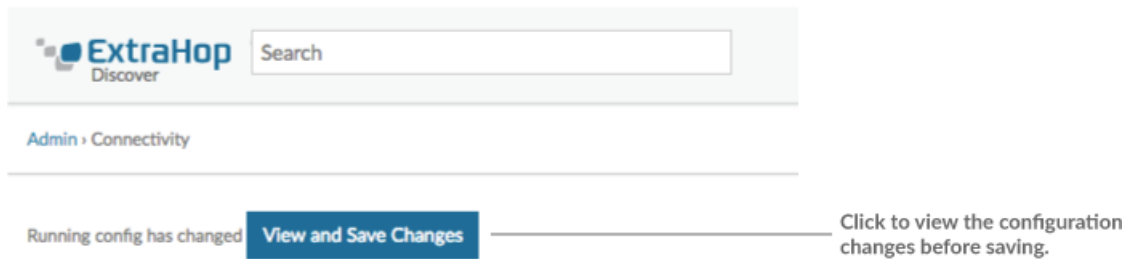 ExtraHop
Discover
Search
Admin › Connectivity
Running config has changed
View and Save Changes
Click to view the configuration
changes before saving.